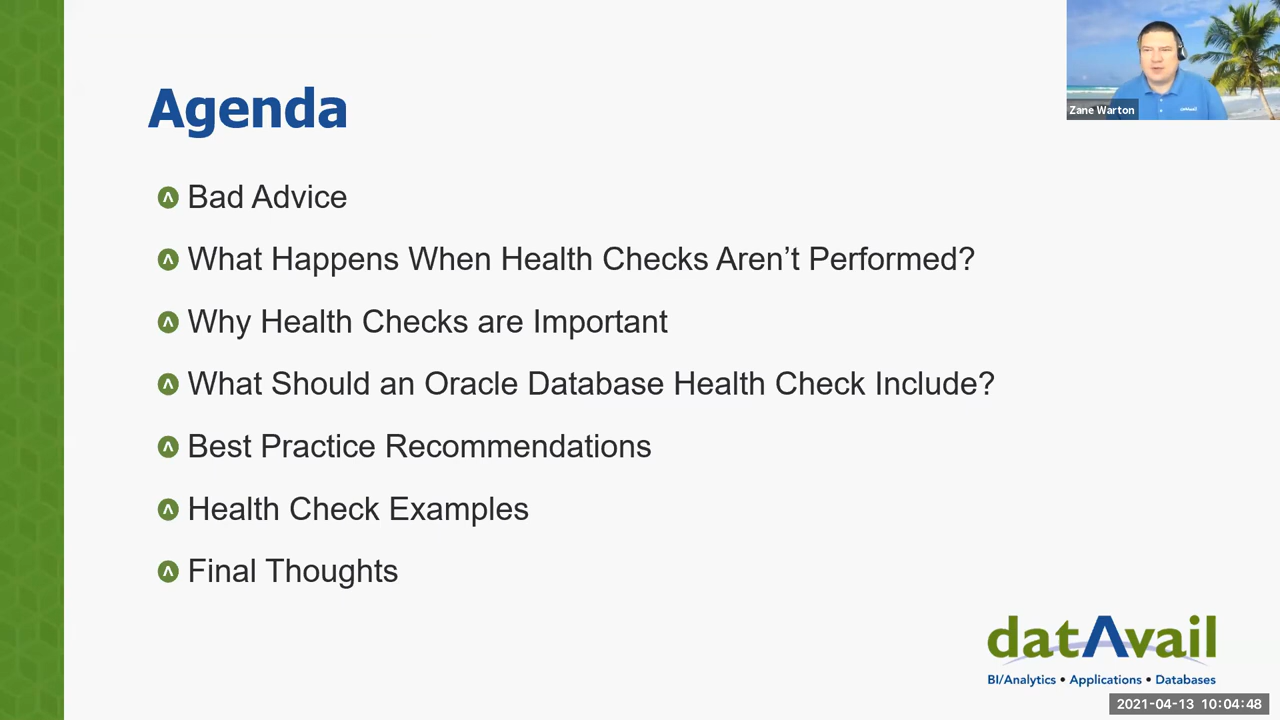 Agenda
Bad Advice
What Happens When Health Checks Aren’t Performed?
Why Health Checks are Important
What Should an Oracle Database Health Check Include?
Best Practice Recommendations
Health Check Examples
Final Thoughts
Zane Warton
datAvail
datAvail
BI/Analytics • Applications • Databases
2021-04-13 10:04:48